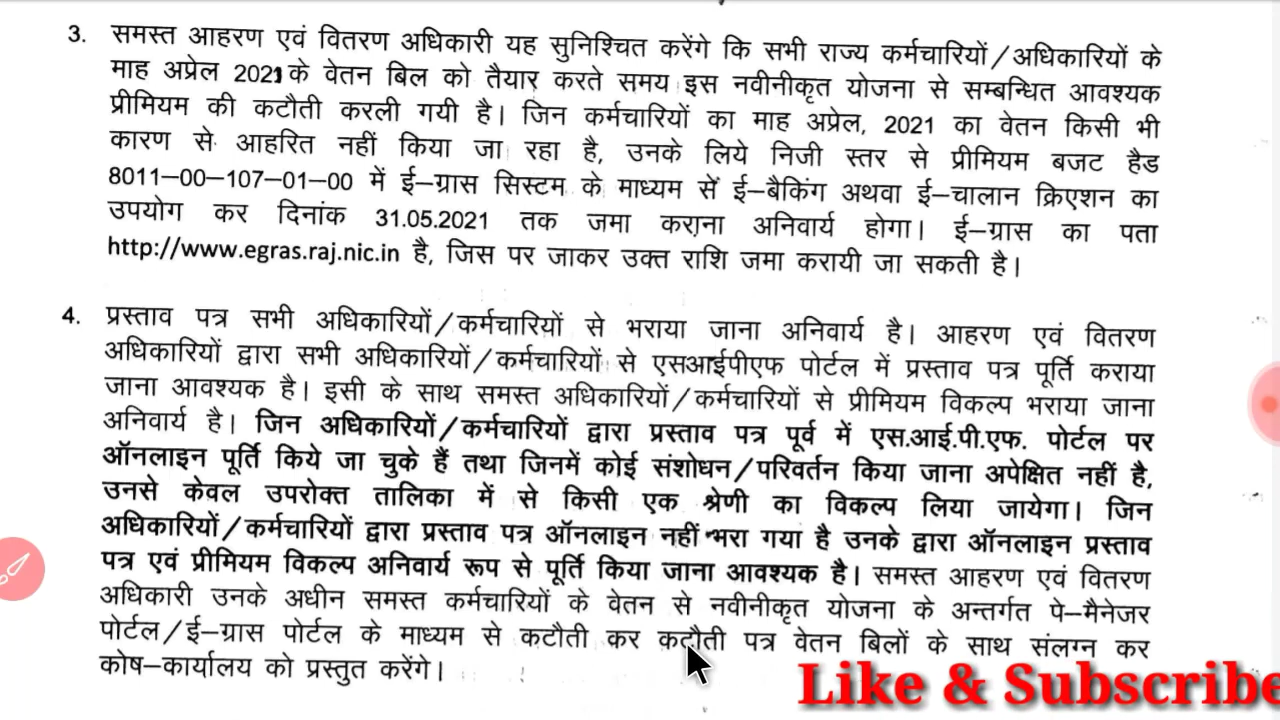 3. समस्त आहरण एवं वितरण अधिकारी यह सुनिश्चित करेंगे कि सभी राज्य कर्मचारियों/अधिकारियों के
माह अप्रेल 2021 के वेतन बिल को तैयार करते समय इस नवीनीकृत योजना से सम्बन्धित आवश्यक
प्रीमियम की कटौती करली गयी है। जिन कर्मचारियों का माह अप्रेल, 2021 का वेतन किसी भी
कारण से आहरित नहीं किया जा रहा है, उनके लिये निजी स्तर से प्रीमियम बजट हैड
8011–00–107–01–00 में ई–ग्रास सिस्टम के माध्यम से ई–बैकिंग अथवा ई–चालान क्रिएशन का
उपयोग कर दिनांक 31.05.2021 तक जमा कराना अनिवार्य होगा। ई–ग्रास का पता
http://www.egras.raj.nic.in है, जिस पर जाकर उक्त राशि जमा करायी जा सकती है।
4. प्रस्ताव पत्र सभी अधिकारियों/कर्मचारियों से भराया जाना अनिवार्य है। आहरण एवं वितरण
अधिकारियों द्वारा सभी अधिकारियों/कर्मचारियों से एसआईपीएफ पोर्टल में प्रस्ताव पत्र पूर्ति कराया
जाना आवश्यक है। इसी के साथ समस्त अधिकारियों/कर्मचारियों से प्रीमियम विकल्प भराया जाना
अनिवार्य है। जिन अधिकारियों/कर्मचारियों द्वारा प्रस्ताव पत्र पूर्व में एस.आई.पी.एफ. पोर्टल पर
ऑनलाइन पूर्ति किये जा चुके हैं तथा जिनमें कोई संशोधन/परिवर्तन किया जाना अपेक्षित नहीं है,
उनसे केवल उपरोक्त तालिका में से किसी एक श्रेणी का विकल्प लिया जायेगा। जिन
अधिकारियों/कर्मचारियों द्वारा प्रस्ताव पत्र ऑनलाइन नहीं भरा गया है उनके द्वारा ऑनलाइन प्रस्ताव
पत्र एवं प्रीमियम विकल्प अनिवार्य रूप से पूर्ति किया जाना आवश्यक है। समस्त आहरण एवं वितरण
अधिकारी उनके अधीन समस्त कर्मचारियों के वेतन से नवीनीकृत योजना के अन्तर्गत पे–मैनेजर
पोर्टल/ई–ग्रास पोर्टल के माध्यम से कटौती कर कटौती पत्र वेतन बिलों के साथ संलग्न कर
कोष–कार्यालय को प्रस्तुत करेंगे।
Like & Subscribe